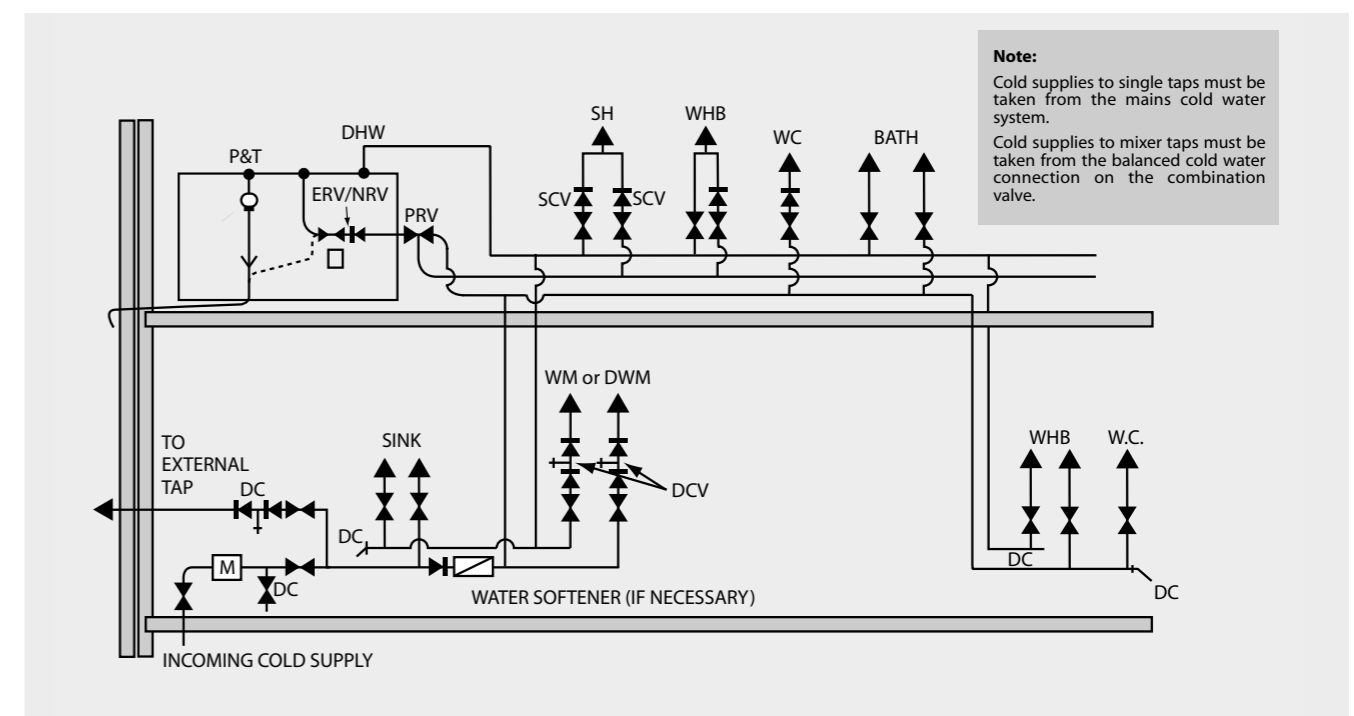 Note:
Cold supplies to single taps must be
taken from the mains cold water
system.
Cold supplies to mixer taps must be
taken from the balanced cold water
connection on the combination
valve.
SH
WHB
WC
BATH
DHW
P&T
ERV/NRV
PRV
SCV
SCV
WM or DWM
TO
EXTERNAL
TAP
SINK
WHB
W.C.
DC
DCV
DC
DC
M
DC
DC
WATER SOFTENER (IF NECESSARY)
INCOMING COLD SUPPLY